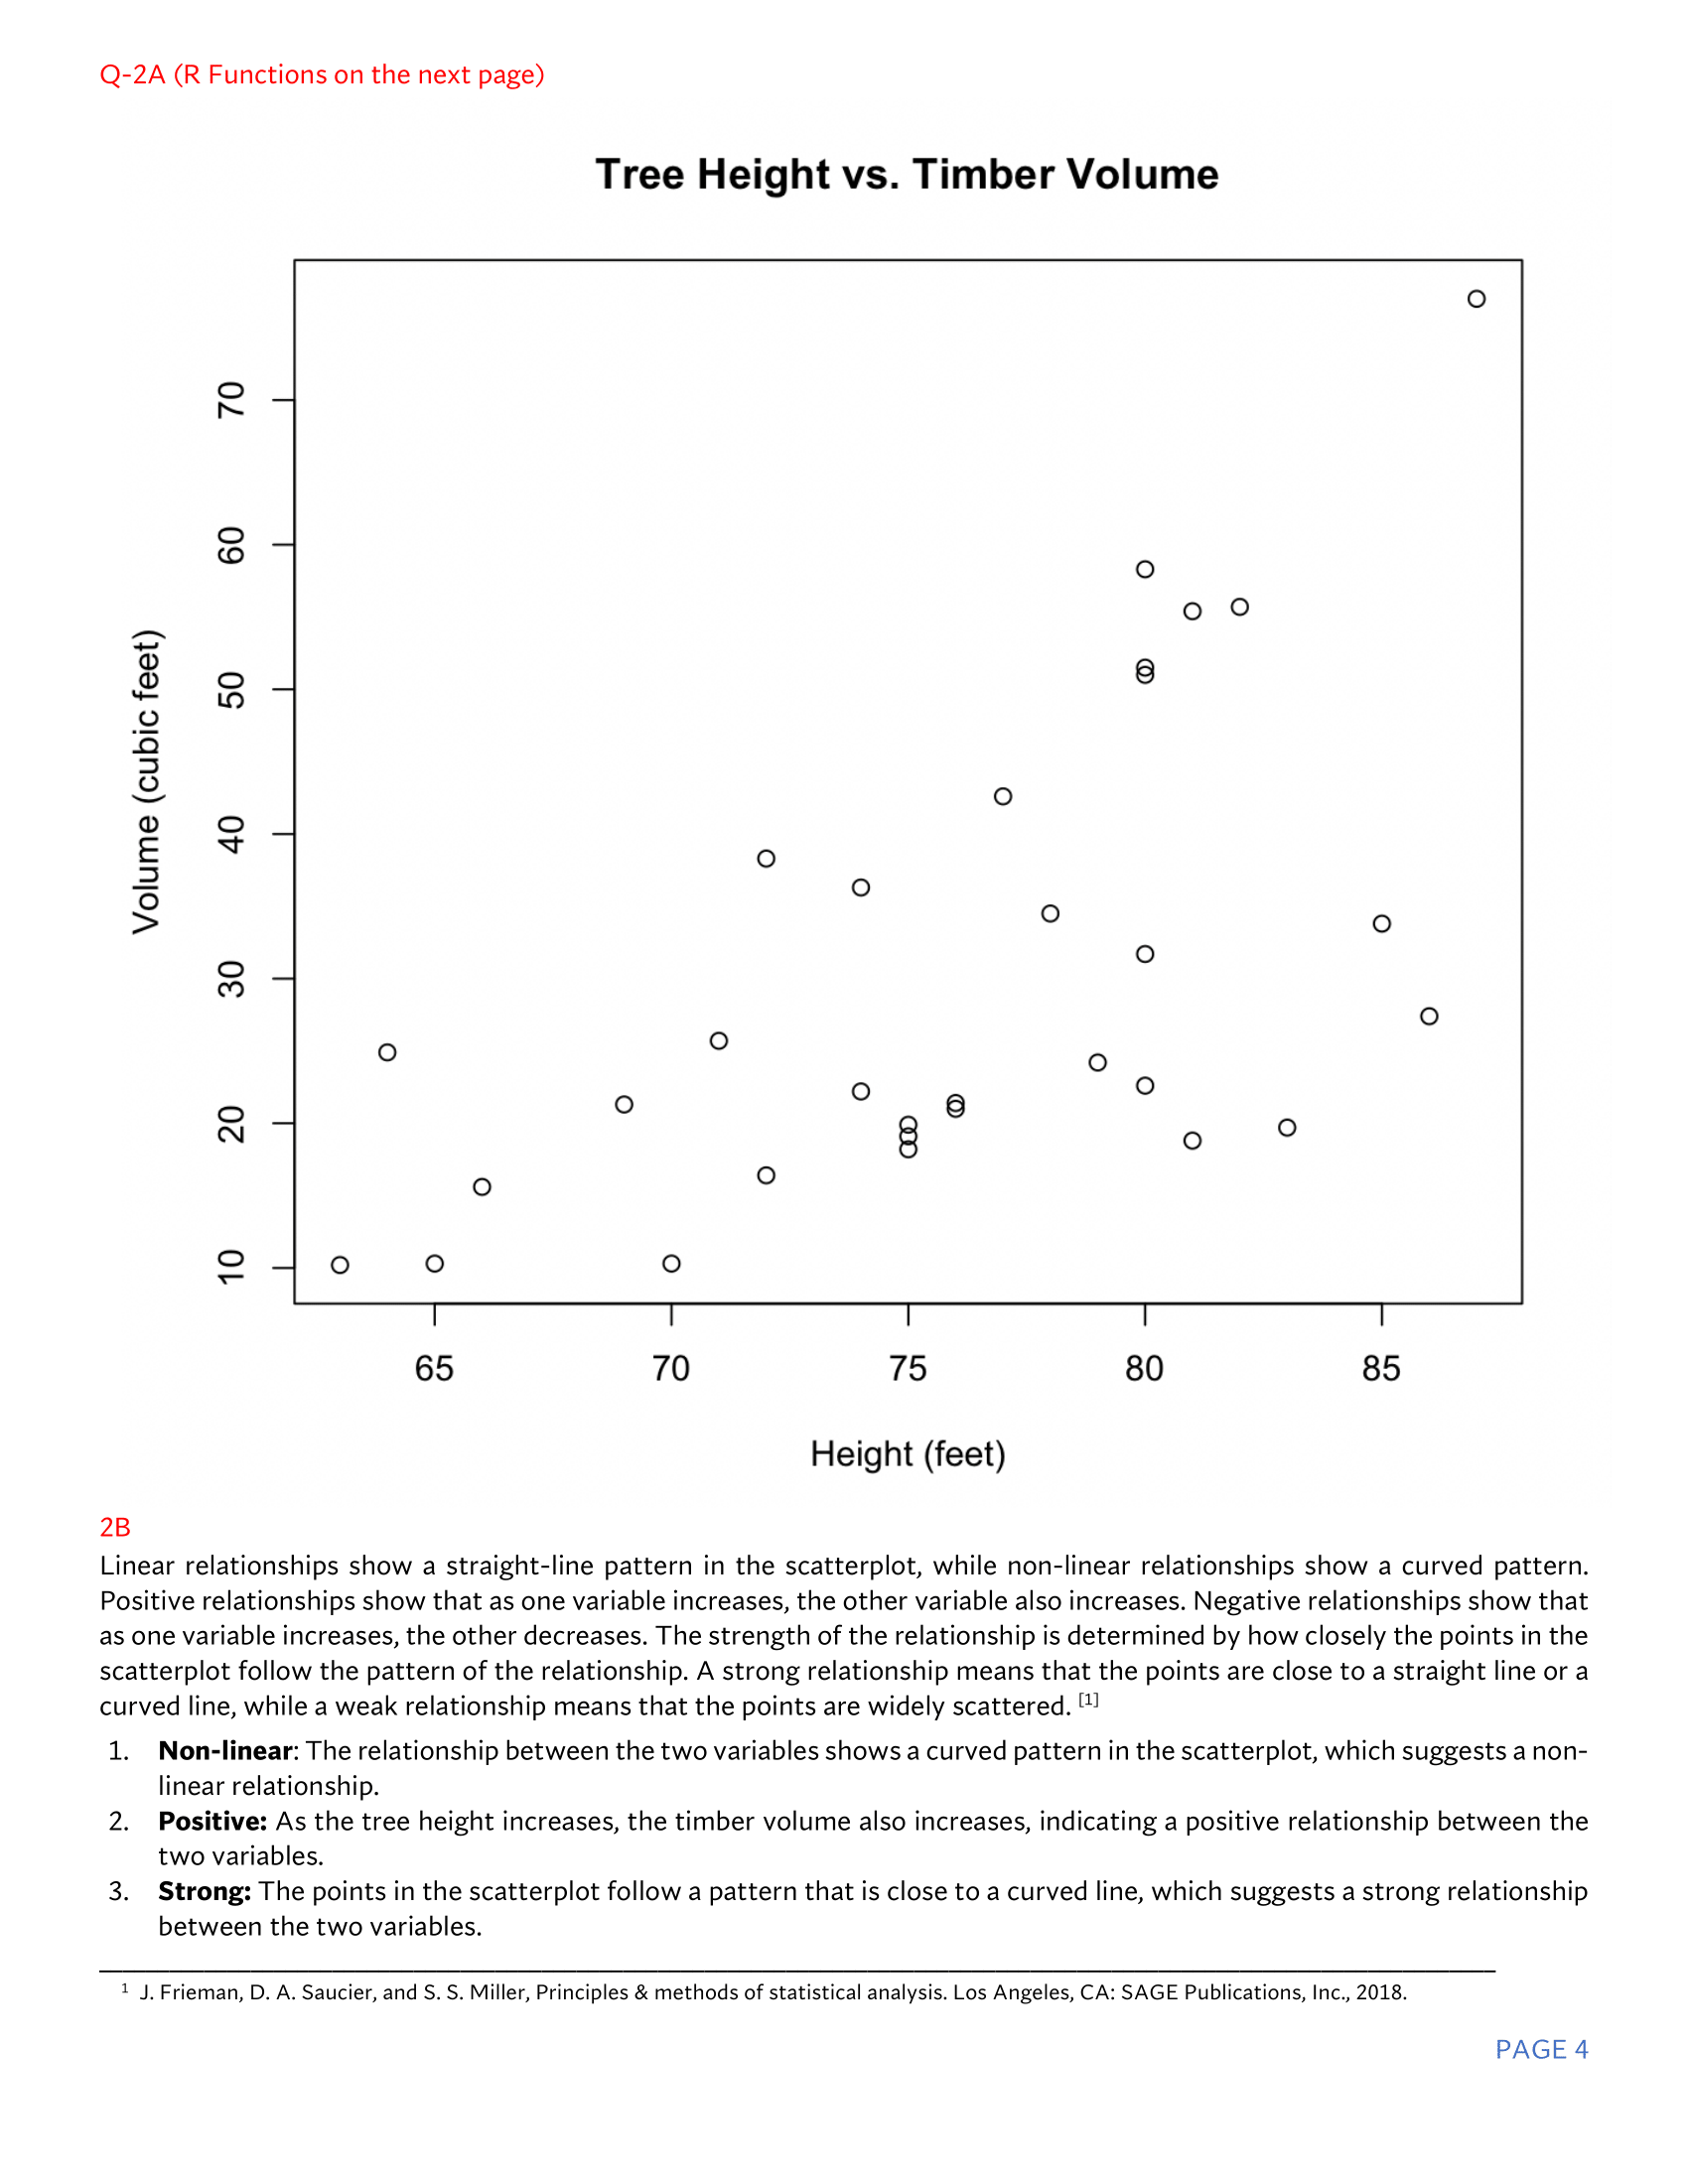 Q-2A (R Functions on the next page)
Tree Height vs. Timber Volume
Volume (cubic feet)
70
60
50
40
30
20
10
65 70 75 80 85
Height (feet)
2B
Linear relationships show a straight-line pattern in the scatterplot, while non-linear relationships show a curved pattern.
Positive relationships show that as one variable increases, the other variable also increases. Negative relationships show that
as one variable increases, the other decreases. The strength of the relationship is determined by how closely the points in the
scatterplot follow the pattern of the relationship. A strong relationship means that the points are close to a straight line or a
curved line, while a weak relationship means that the points are widely scattered. [1]
1. Non-linear: The relationship between the two variables shows a curved pattern in the scatterplot, which suggests a non-
linear relationship.
2. Positive: As the tree height increases, the timber volume also increases, indicating a positive relationship between the
two variables.
3. Strong: The points in the scatterplot follow a pattern that is close to a curved line, which suggests a strong relationship
between the two variables.
1 J. Frieman, D. A. Saucier, and S. S. Miller, Principles & methods of statistical analysis. Los Angeles, CA: SAGE Publications, Inc., 2018.
PAGE 4